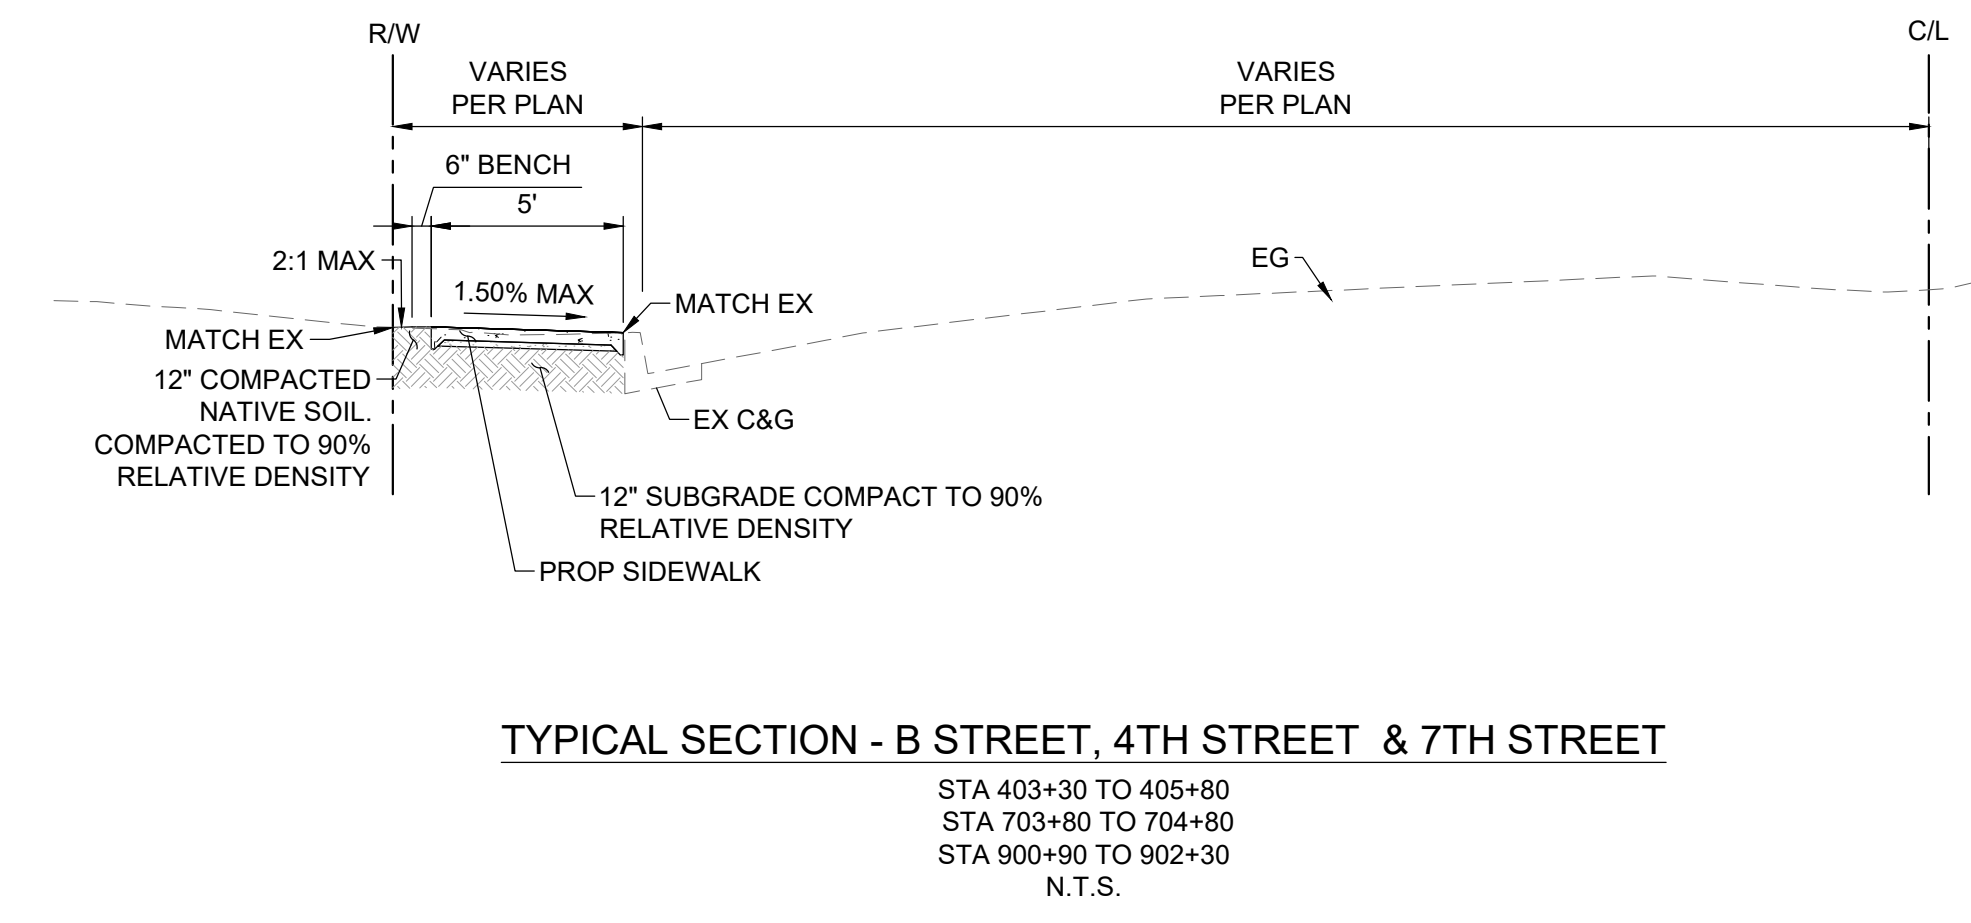 R/W
C/L
VARIES
PER PLAN
VARIES
PER PLAN
6" BENCH
5'
2:1 MAX
EG
1.50% MAX
MATCH EX
MATCH EX
12" COMPACTED
NATIVE SOIL.
COMPACTED TO 90%
RELATIVE DENSITY
EX C&G
12" SUBGRADE COMPACT TO 90%
RELATIVE DENSITY
PROP SIDEWALK
TYPICAL SECTION - B STREET, 4TH STREET & 7TH STREET
STA 403+30 TO 405+80
STA 703+80 TO 704+80
STA 900+90 TO 902+30
N.T.S.